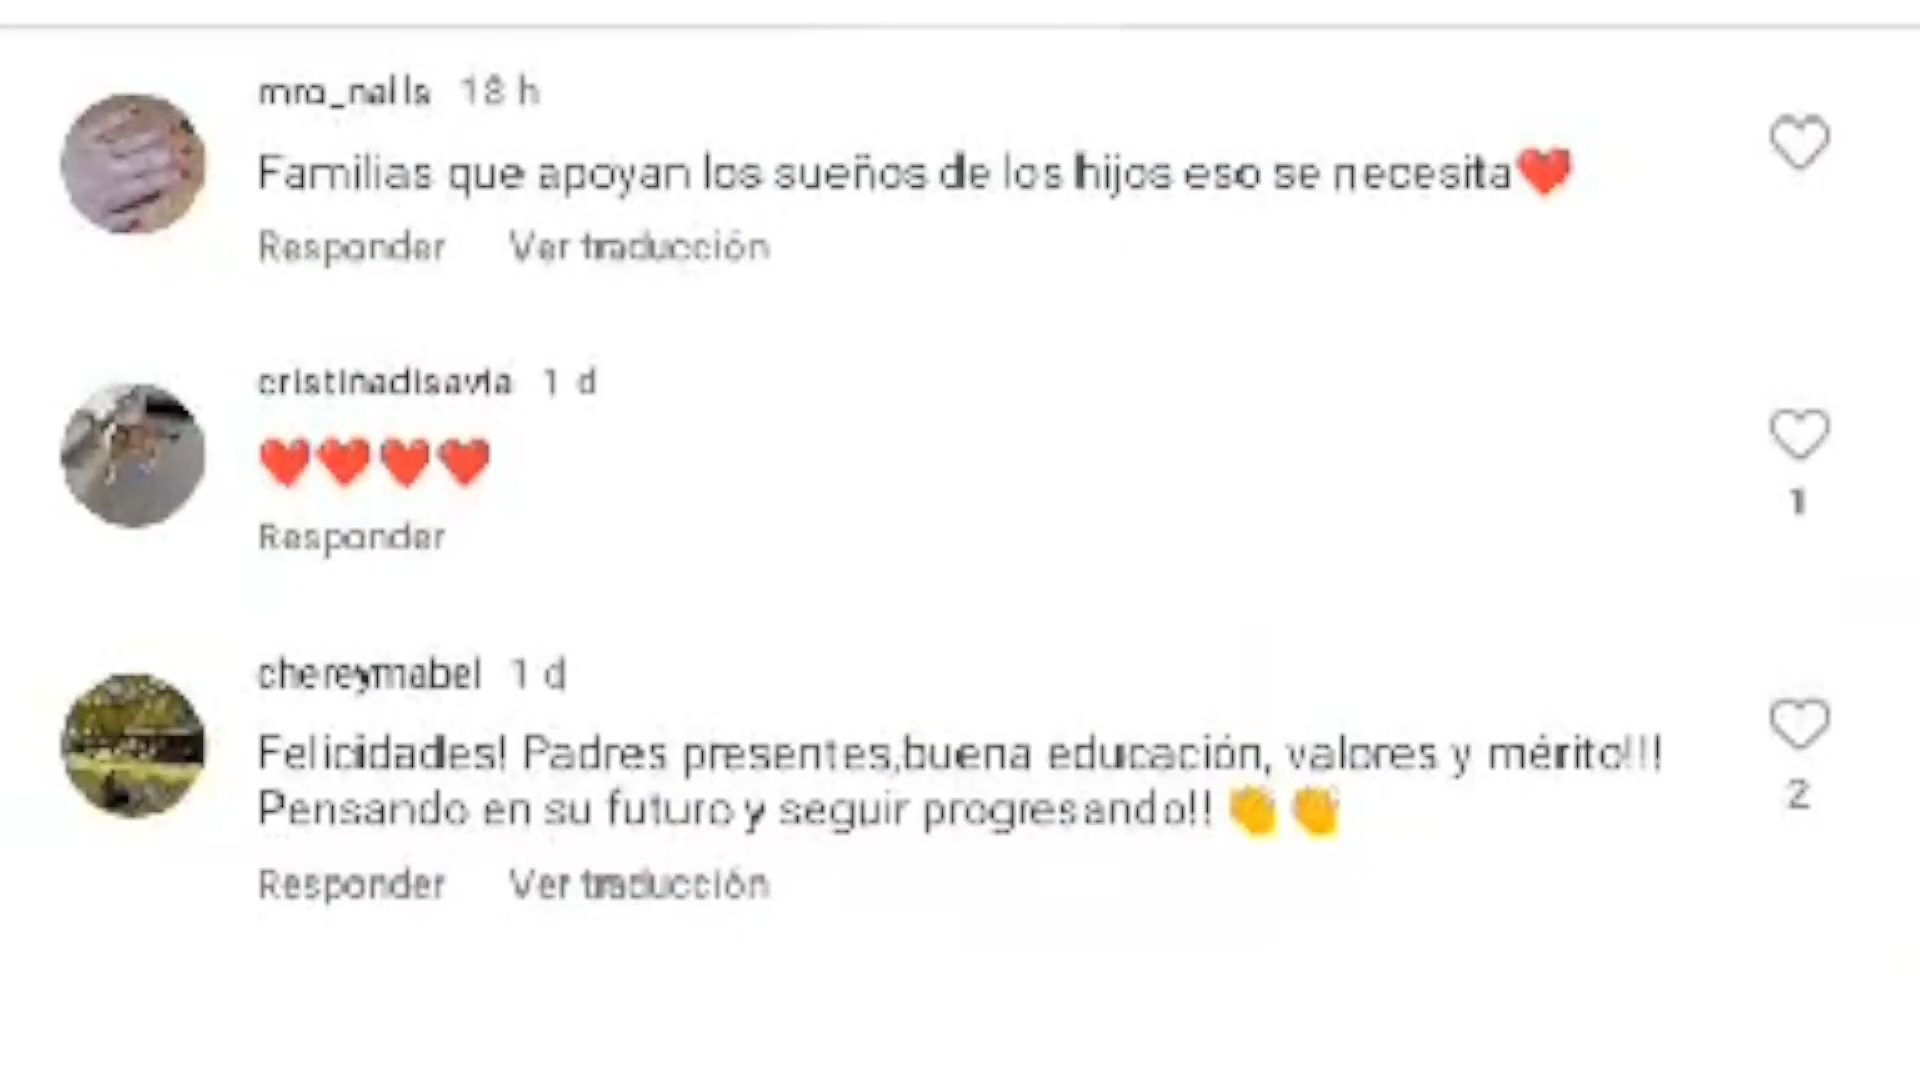 mra_nails 18 h
Familias que apoyan los sueños de los hijos eso se necesita❤️
Responder Ver traducción
cristinadisavia 1 d
❤️❤️❤️❤️
1
Responder
chereymabel 1 d
Felicidades! Padres presentes,buena educación, valores y mérito!!!
Pensando en su futuro y seguir progresando!! 👏👏
2
Responder Ver traducción